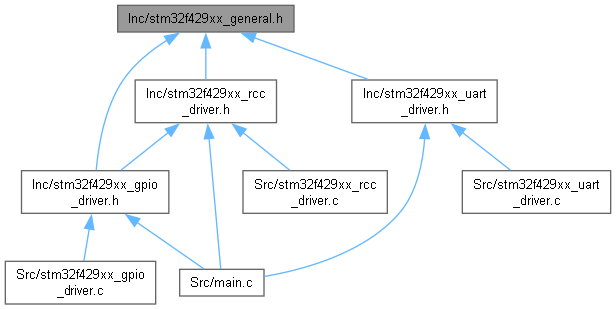 Inc/stm32f429xx_general.h
Inc/stm32f429xx_rcc
_driver.h
Inc/stm32f429xx_uart
_driver.h
Inc/stm32f429xx_gpio
_driver.h
Src/stm32f429xx_rcc
_driver.c
Src/stm32f429xx_uart
_driver.c
Src/stm32f429xx_gpio
_driver.c
Src/main.c